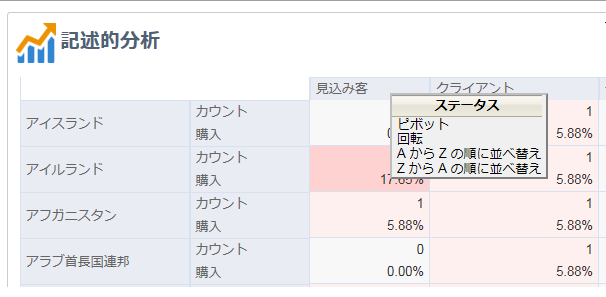 記述的分析
見込み客 クライアント
アイスランド カウント 1
購入 0 5.88%
アイルランド カウント 1
購入 17.65% 5.88%
アフガニスタン カウント 1 1
購入 5.88% 5.88%
アラブ首長国連邦 カウント 0 1
購入 0.00% 5.88%
ステータス
ピボット
回転
A から Z の順に並べ替え
Z から A の順に並べ替え